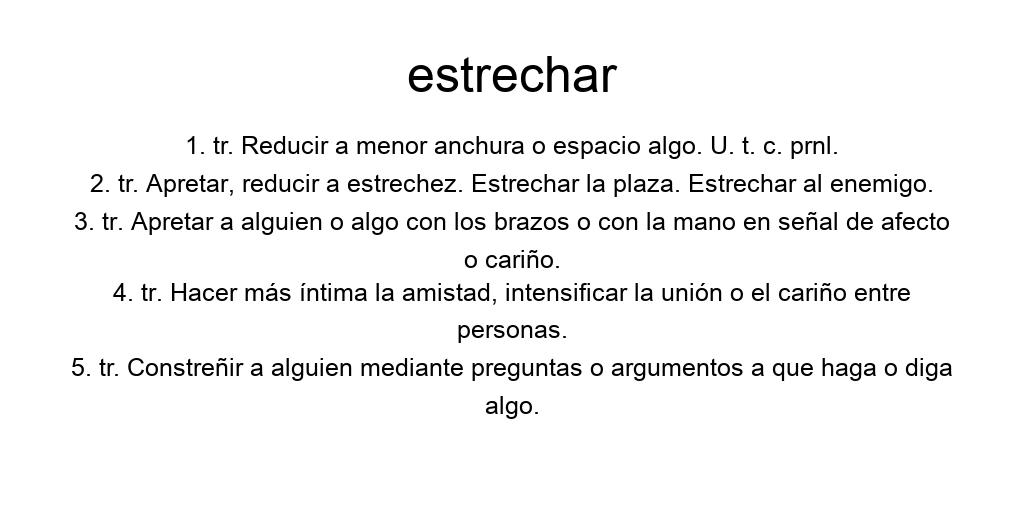 estrechar
1. tr. Reducir a menor anchura o espacio algo. U. t. c. prnl.
2. tr. Apretar, reducir a estrechez. Estrechar la plaza. Estrechar al enemigo.
3. tr. Apretar a alguien o algo con los brazos o con la mano en señal de afecto
o cariño.
4. tr. Hacer más íntima la amistad, intensificar la unión o el cariño entre
personas.
5. tr. Constreñir a alguien mediante preguntas o argumentos a que haga o diga
algo.